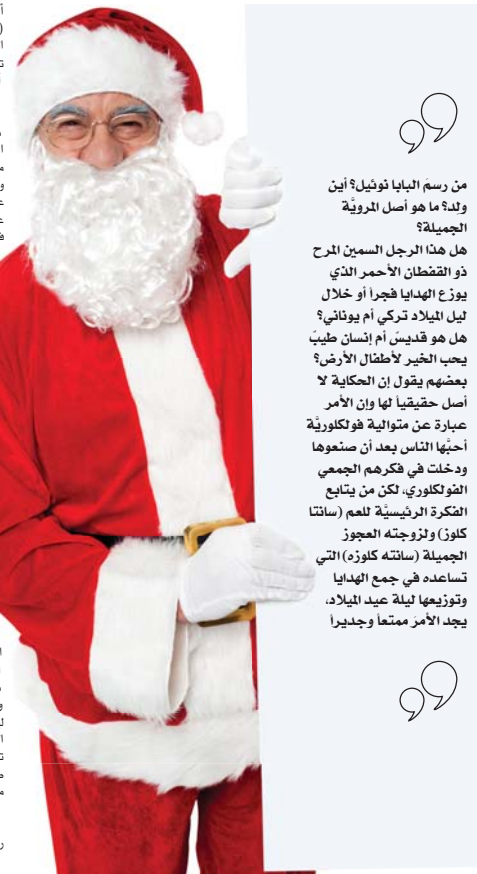 من رسمَ البابا نوئيل؟ أين
ولد؟ ما هو أصل المرويَّة
الجميلة؟
هل هذا الرجل السمين المرح
ذو القفطان الأحمر الذي
يوزع الهدايا فجراً أو خلال
ليل الميلاد تركي أم يوناني؟
هل هو قديسَ أم إنسان طيبّ
يحب الخير لأطفال الأرض؟
بعضهم يقول إن الحكاية لا
أصل حقيقياً لها وإن الأمر
عبارة عن متوالية فولكلوريَّة
أحبَّها الناس بعد أن صنعوها
ودخلت في فكرهم الجمعي
الفولكلوري، لكن من يتابع
الفكرة الرئيسيَّة للعم (سانتا
كلوز) ولزوجته العجوز
الجميلة (سانته كلوزه) التي
تساعده في جمع الهدايا
وتوزيعها ليلة عيد الميلاد،
يجد الأمرَ ممتعاً وجديراً